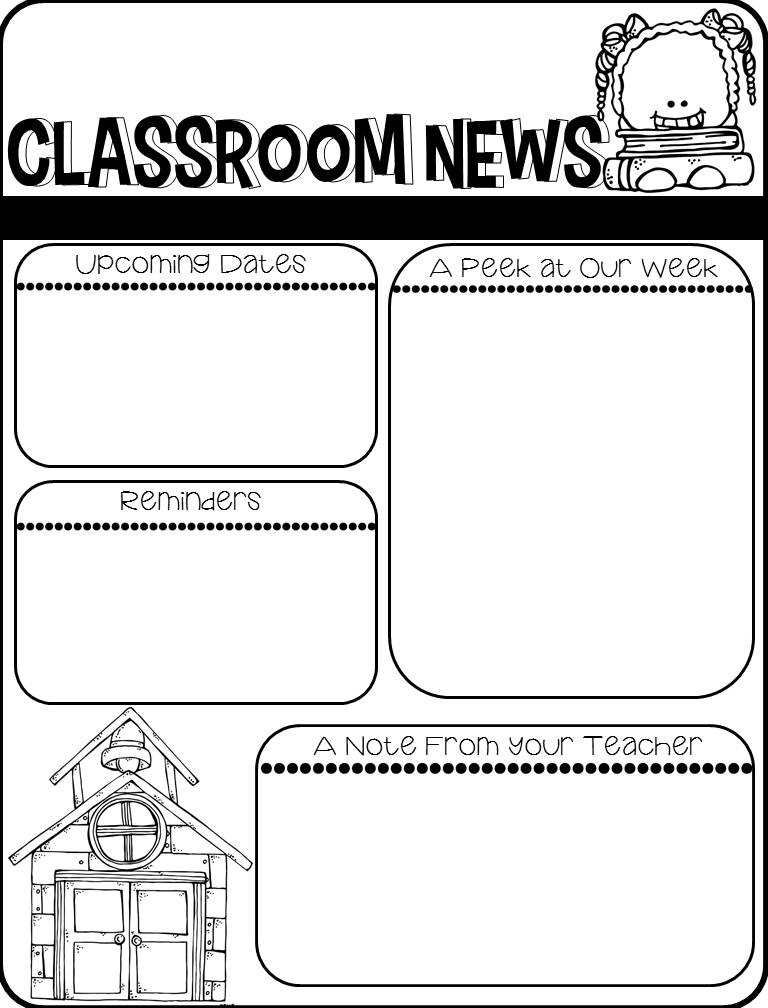 CLASSROOM NEWS
Upcoming Dates
A Peek at Our Week
Reminders
A Note From your Teacher